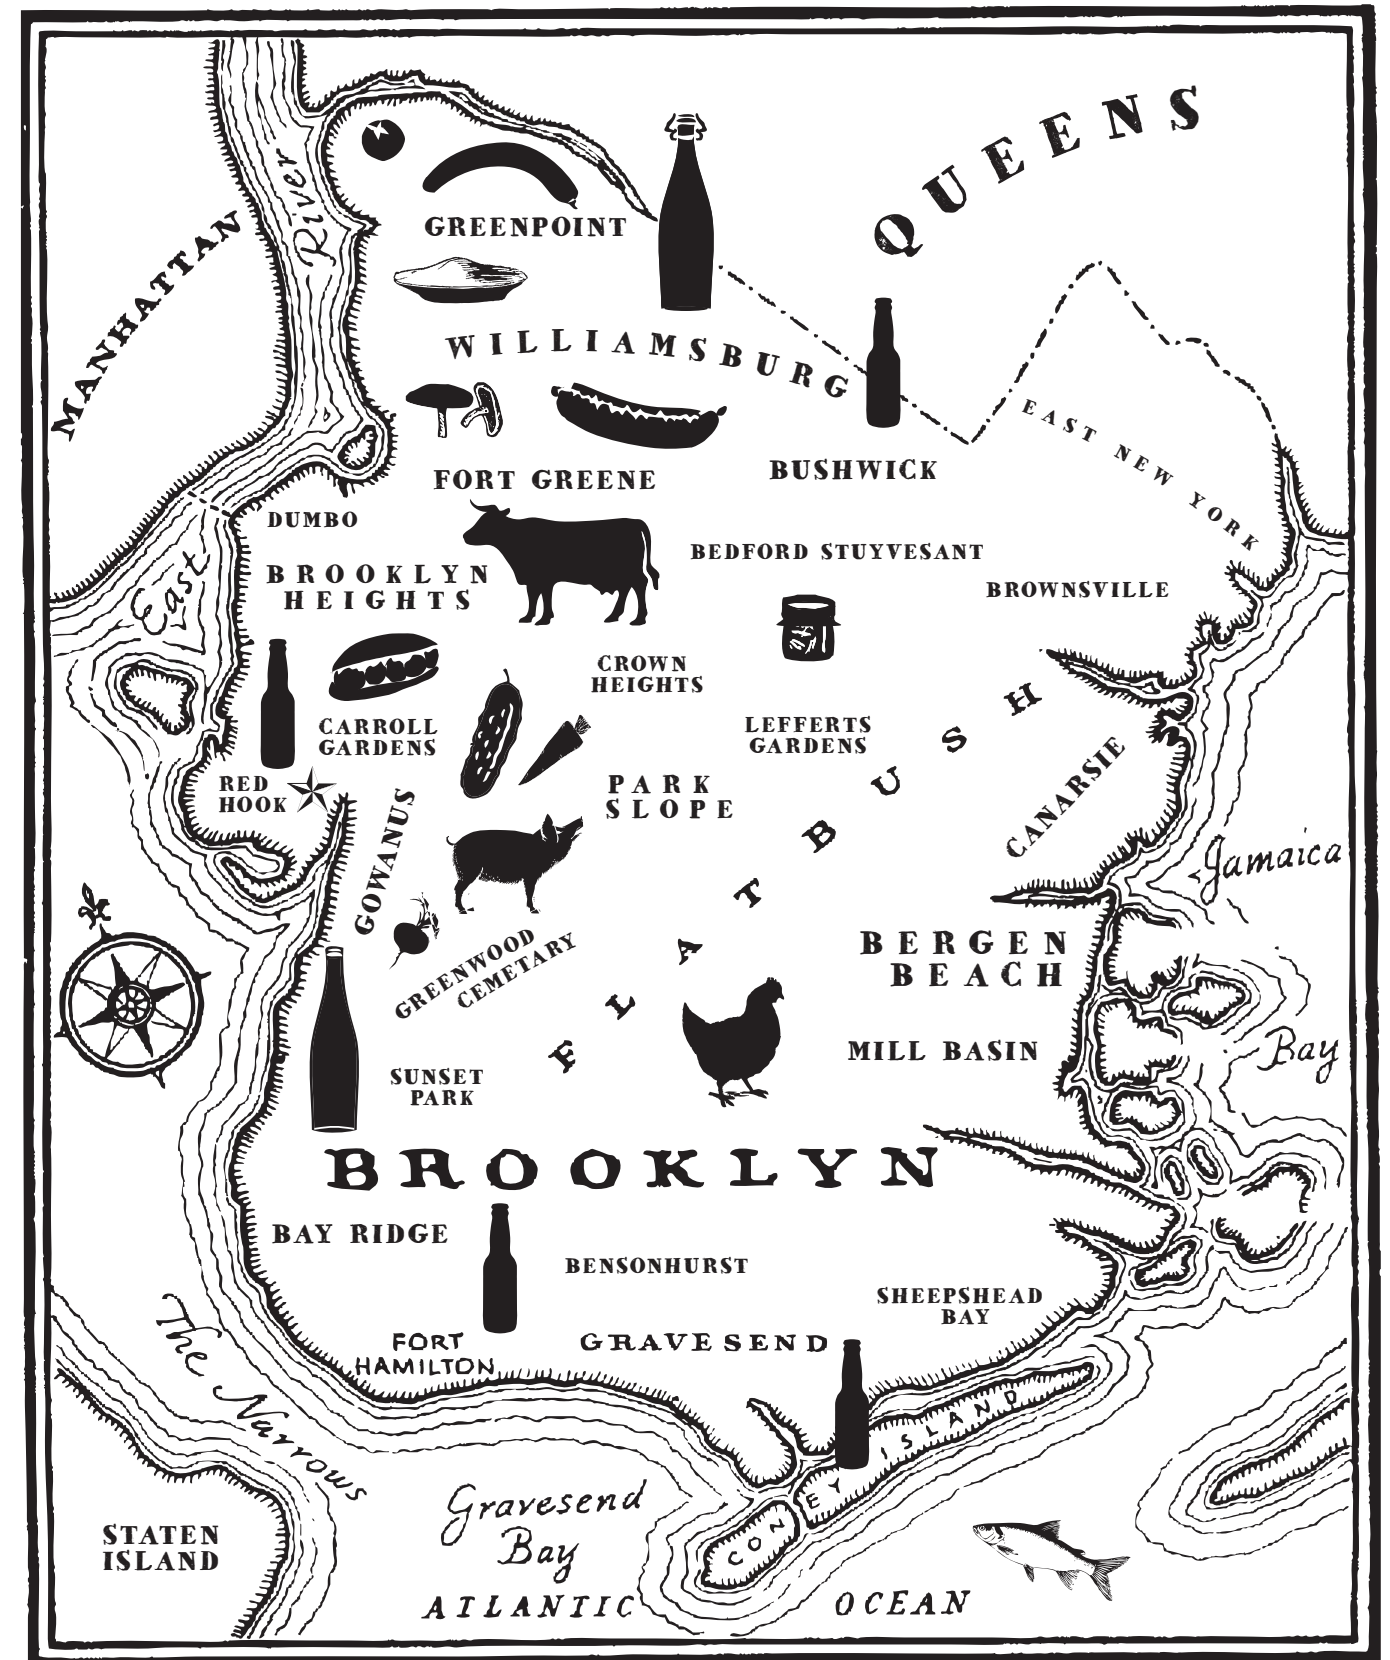 QUEENS
River
MANHATTAN
GREENPOINT
WILLIAMSBURG
EAST NEW YORK
FORT GREENE
BUSHWICK
DUMBO
East
BEDFORD STUYVESANT
BROOKLYN
HEIGHTS
BROWNSVILLE
CROWN
HEIGHTS
CARROLL
GARDENS
LEFFERTS
GARDENS
RED
HOOK
PARK
SLOPE
FLATBUSH
CANARSIE
GOWANUS
Jamaica
Bay
GREENWOOD
CEMETARY
BERGEN
BEACH
MILL BASIN
SUNSET
PARK
BROOKLYN
BAY RIDGE
BENSONHURST
SHEEPSHEAD
BAY
FORT
HAMILTON
GRAVESEND
The Narrows
CONEY ISLAND
Gravesend
Bay
STATEN
ISLAND
ATLANTIC OCEAN